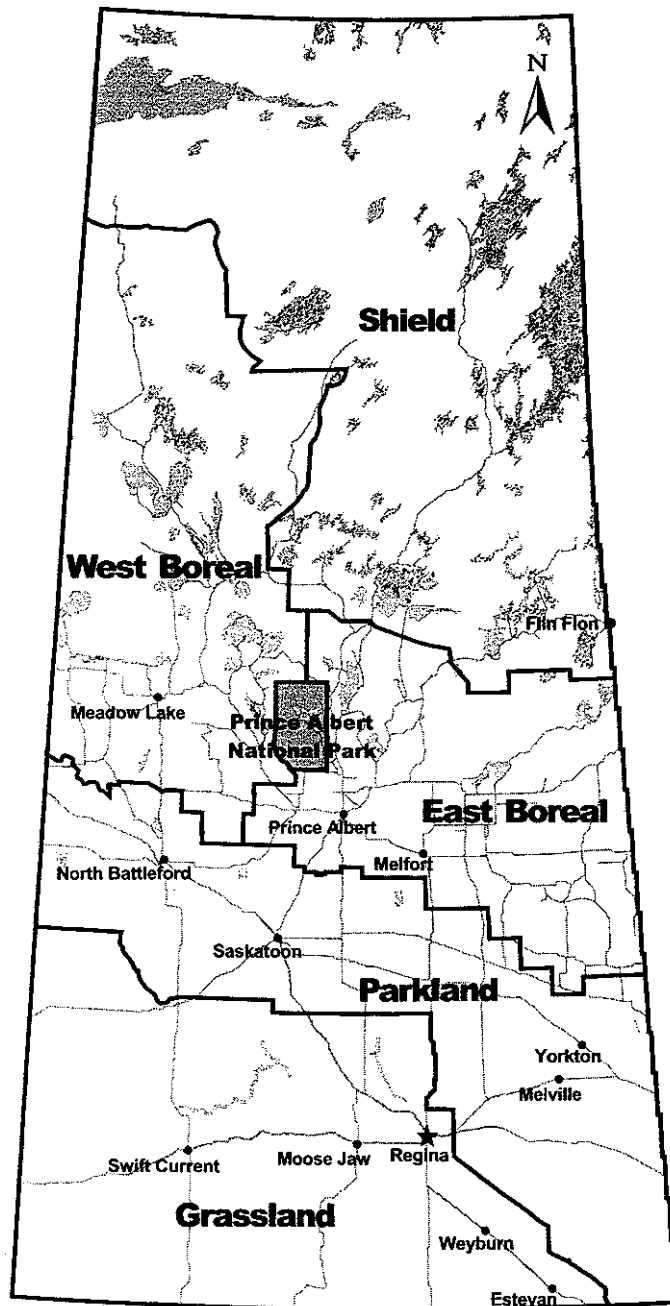 N
Shield
West Boreal
Flin Flon
Meadow Lake
Prince Albert
National Park
East Boreal
Prince Albert
Melfort
North Battleford
Saskatoon
Parkland
Yorkton
Melville
Swift Current
Moose Jaw
Regina
Grassland
Weyburn
Estevan